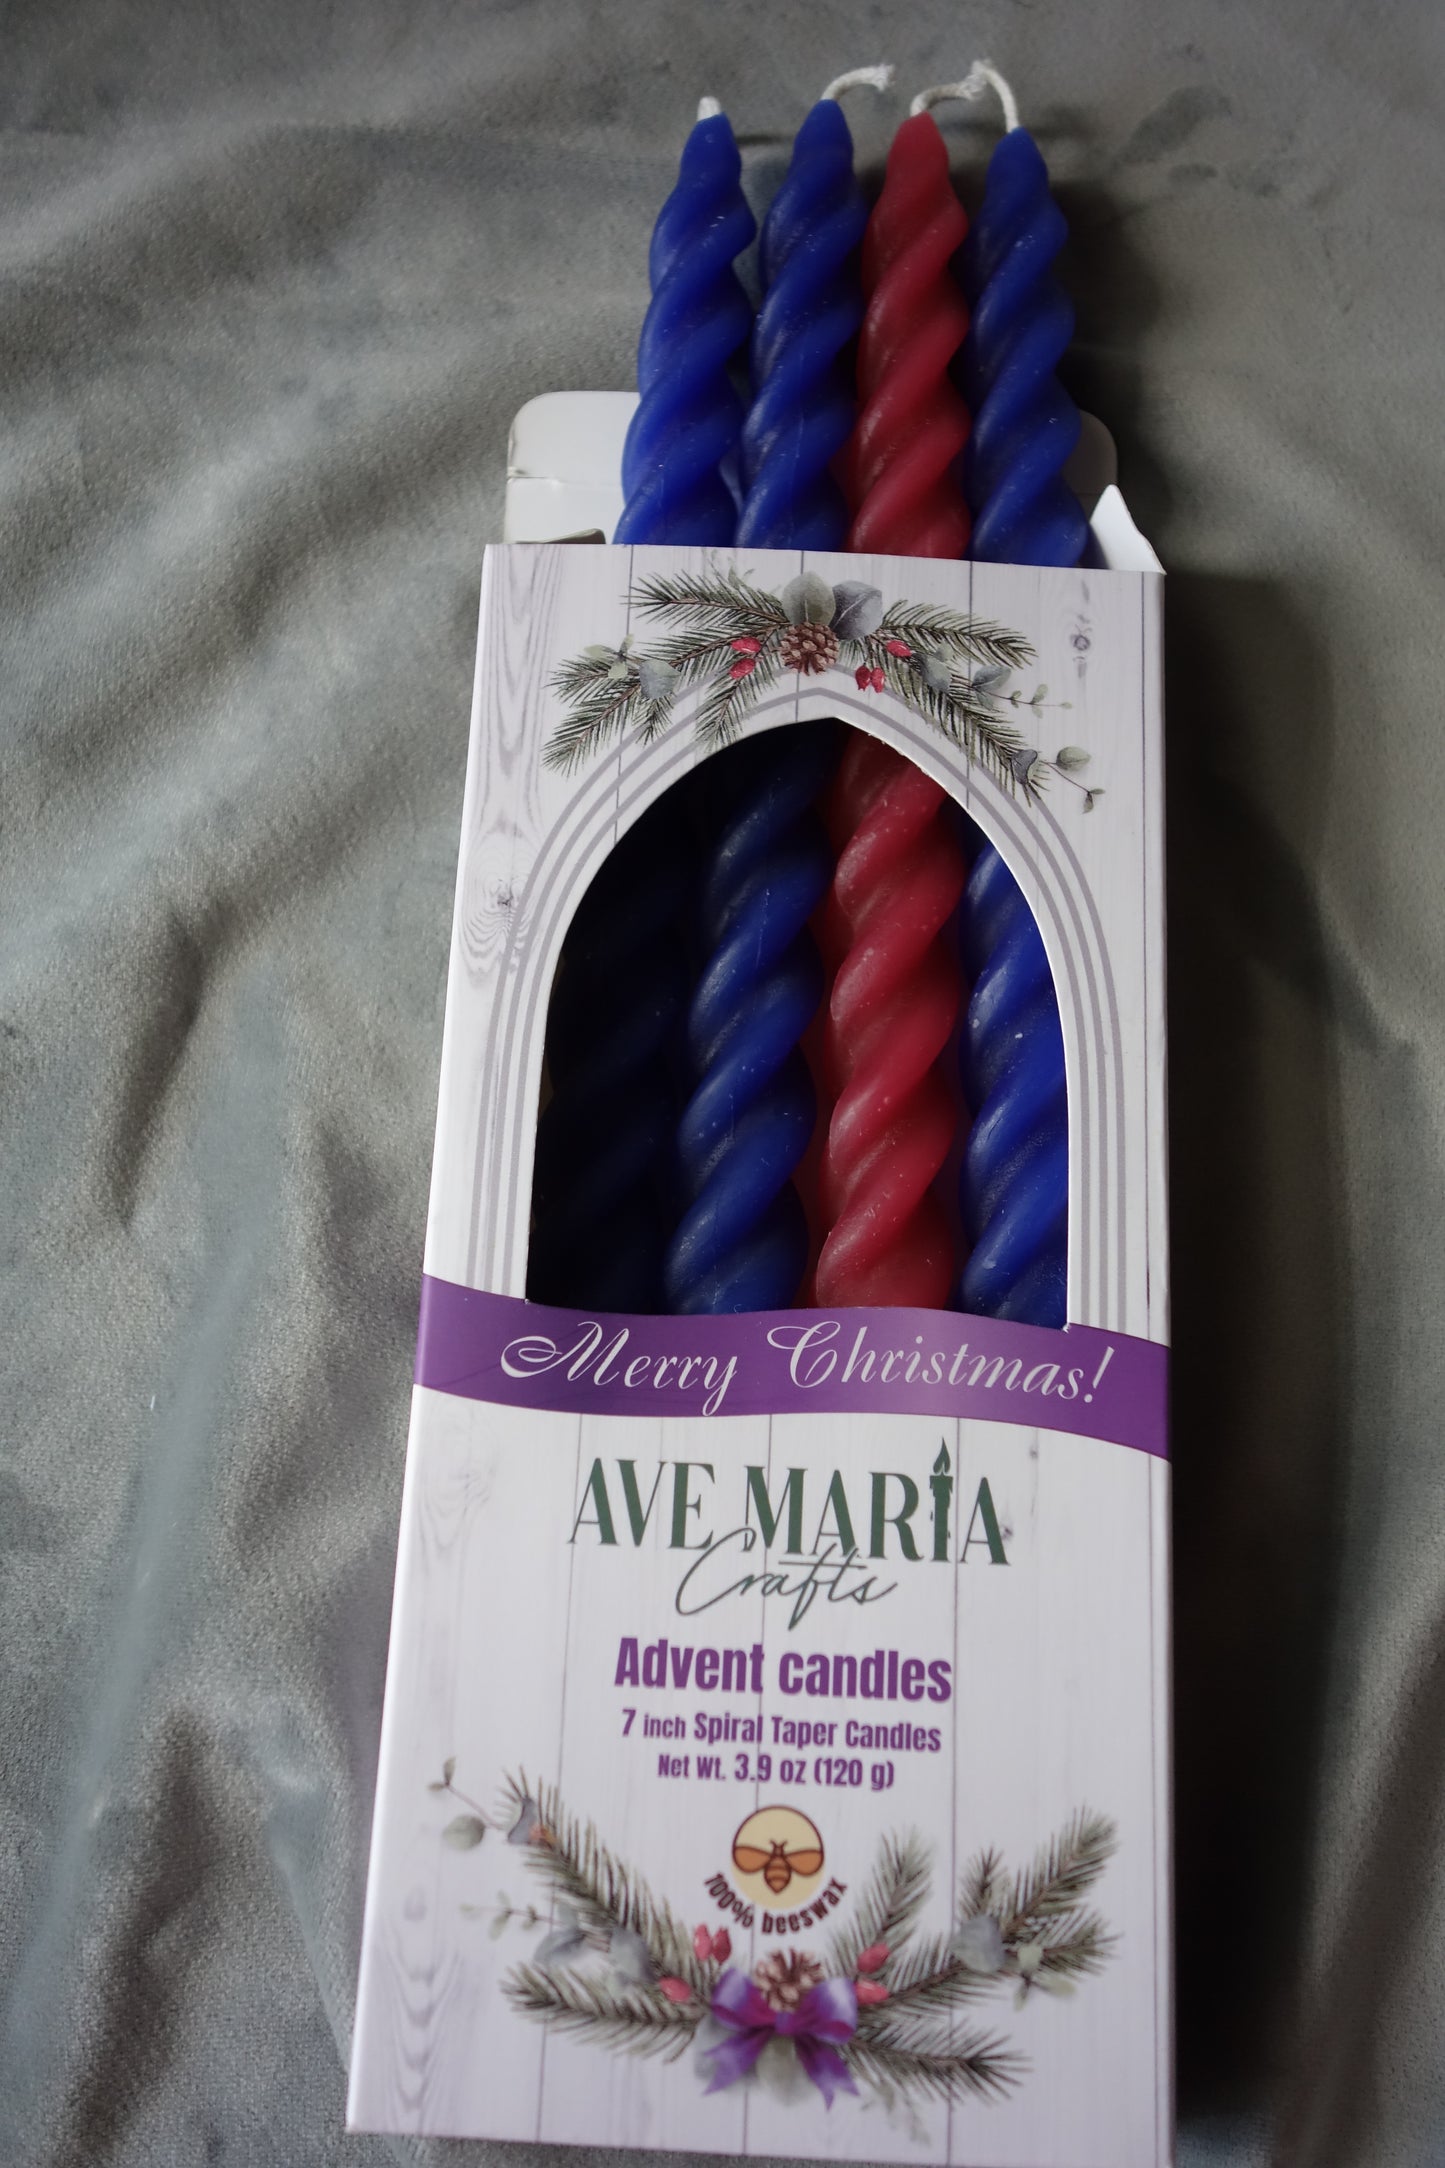 Merry Christmas!
AVE MARIA
Crafts
Advent candles
7 inch Spiral Taper Candles
Net Wt. 3.9 oz (120 g)
100% beeswax